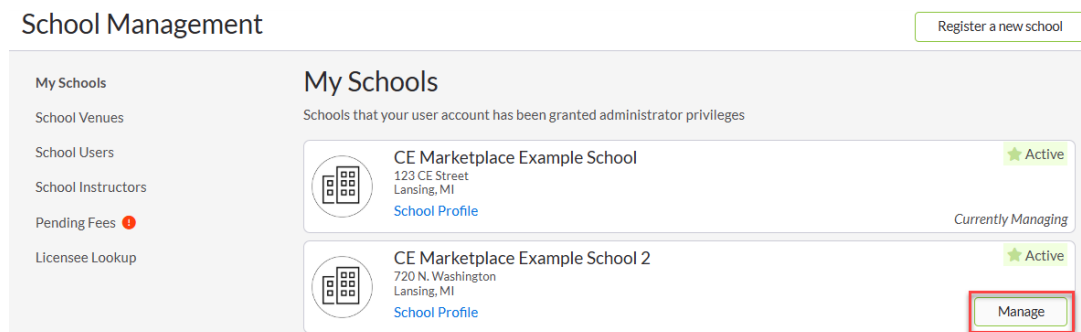 School Management
Register a new school
My Schools
School Venues
School Users
School Instructors
Pending Fees !
Licensee Lookup
My Schools
Schools that your user account has been granted administrator privileges
CE Marketplace Example School
Active
123 CE Street
Lansing, MI
School Profile
Currently Managing
CE Marketplace Example School 2
Active
720 N. Washington
Lansing, MI
School Profile
Manage